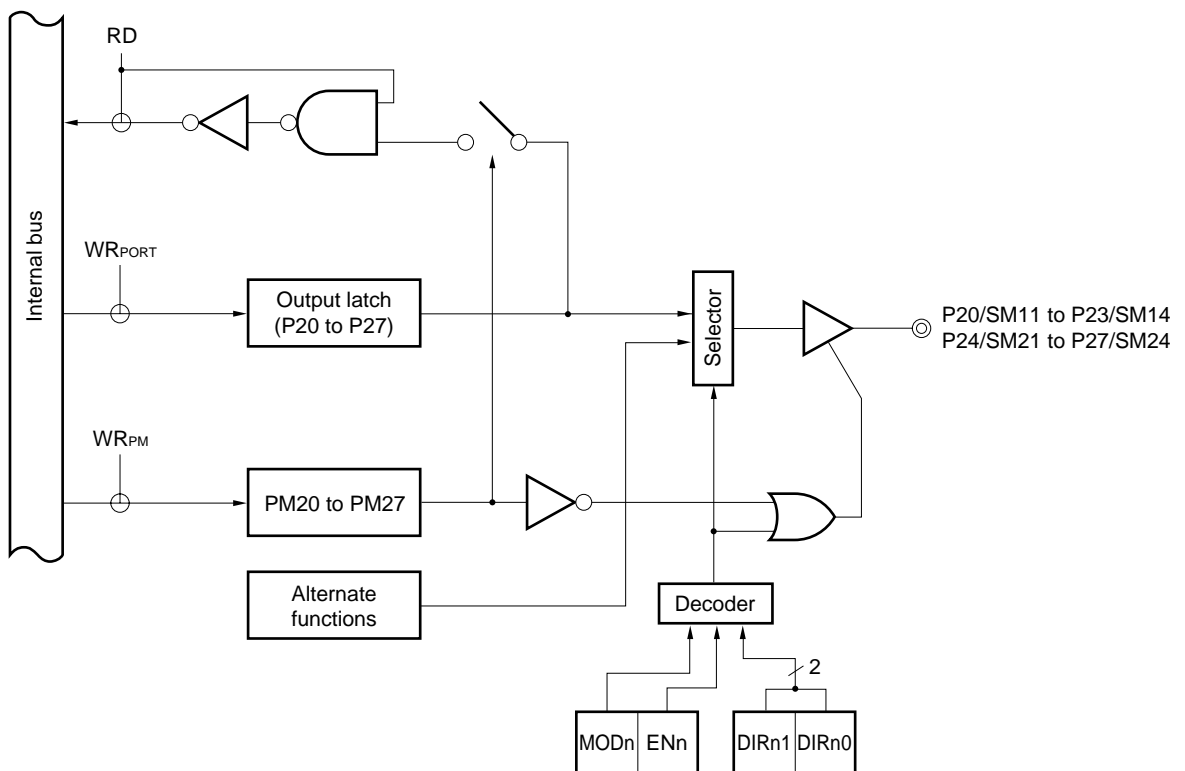 RD
Internal bus
WRPORT
Output latch
(P20 to P27)
Selector
P20/SM11 to P23/SM14
P24/SM21 to P27/SM24
WRPM
PM20 to PM27
Alternate
functions
Decoder
2
MODn ENn DIRn1 DIRn0